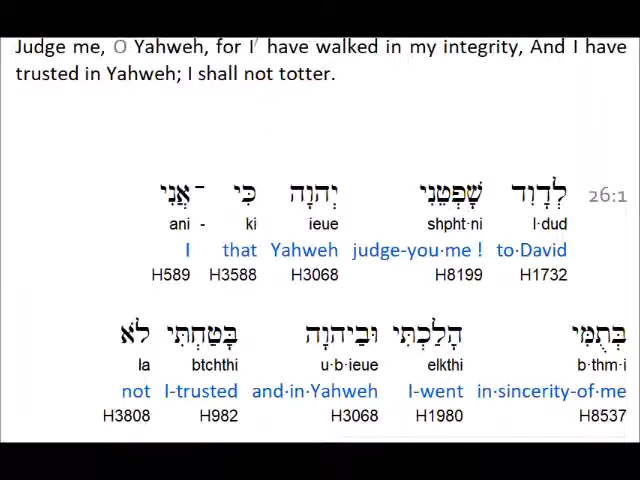 Judge me, O Yahweh, for I have walked in my integrity, And I have
trusted in Yahweh; I shall not totter.
26:1 לְדָוִד שָׁפְטֵנִי יְהוָה כִּי־ אֲנִי
ani - ki ieue shpht·ni l·dud
I that Yahweh judge-you·me ! to·David
H589 H3588 H3068 H8199 H1732
בְּתֻמִּי הָלַכְתִּי וּבַיהוָה בָּטַחְתִּי לֹא
la btchthi u·b·ieue elkthi b·thm·i
not I-trusted and·in·Yahweh I-went in·sincerity-of·me
H3808 H982 H3068 H1980 H8537